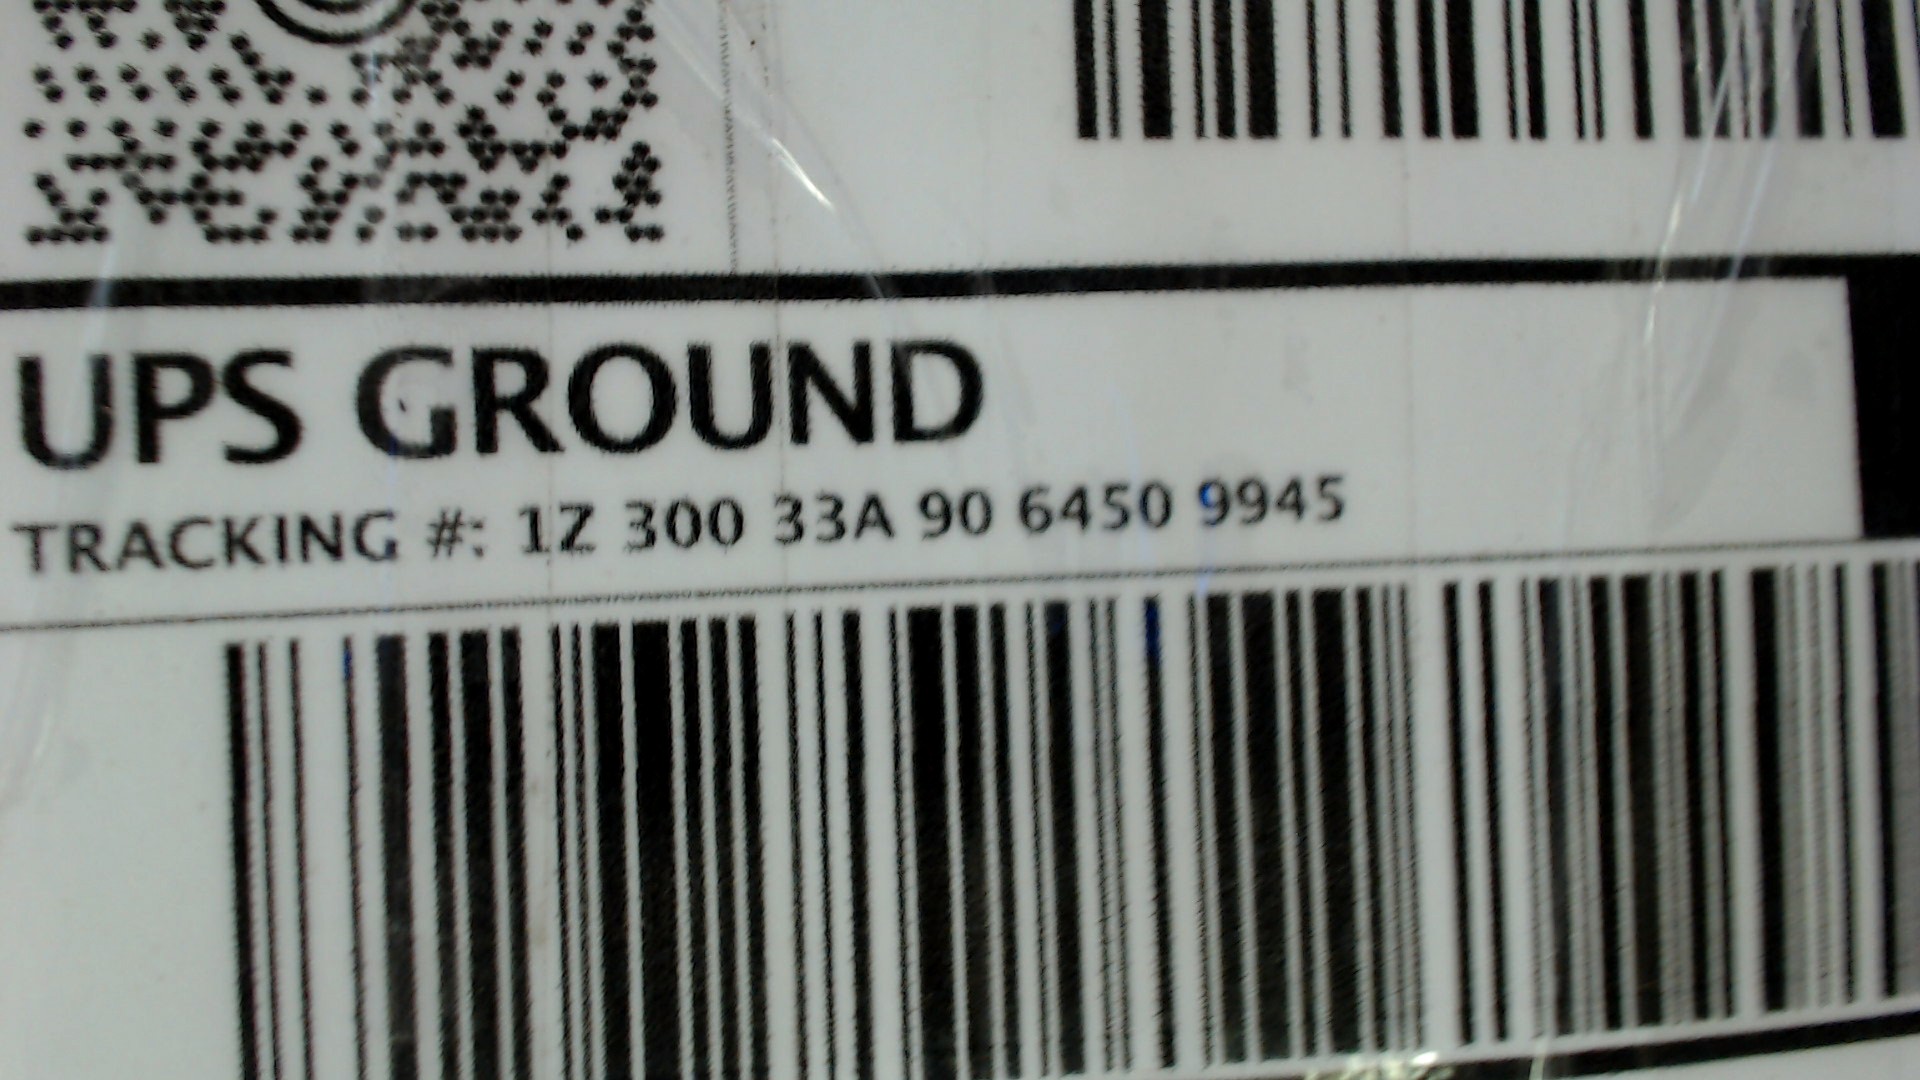 UPS GROUND
TRACKING #: 1Z 300 33A 90 6450 9945